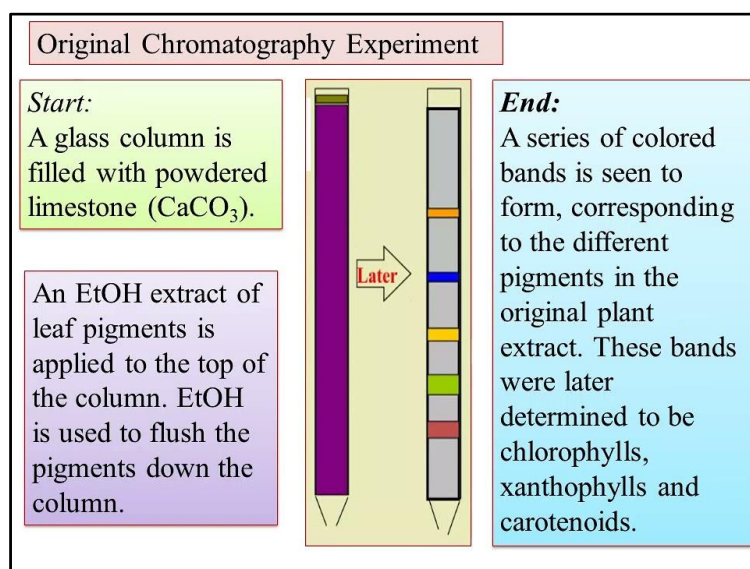 Original Chromatography Experiment
Start:
A glass column is
filled with powdered
limestone (CaCO₃).
An EtOH extract of
leaf pigments is
applied to the top of
the column. EtOH
is used to flush the
pigments down the
column.
Later
End:
A series of colored
bands is seen to
form, corresponding
to the different
pigments in the
original plant
extract. These bands
were later
determined to be
chlorophylls,
xanthophylls and
carotenoids.